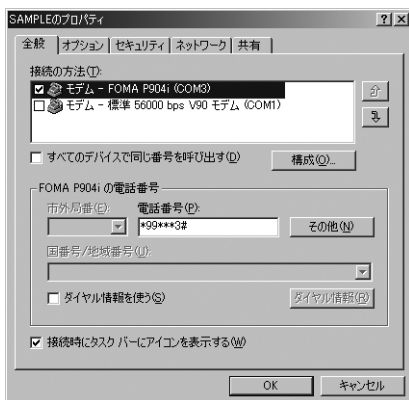 SAMPLEのプロパティ
全般 オプション セキュリティ ネットワーク 共有
接続の方法(T):
モデム - FOMA P904i (COM3)
モデム - 標準 56000 bps V90 モデム (COM1)
すべてのデバイスで同じ番号を呼び出す(D)
構成(O)...
FOMA P904i の電話番号
市外局番(E): 電話番号(P):
*99***3# その他(N)
国番号/地域番号(U):
ダイヤル情報を使う(S) ダイヤル情報(R)
接続時にタスク バーにアイコンを表示する(W)
OK キャンセル